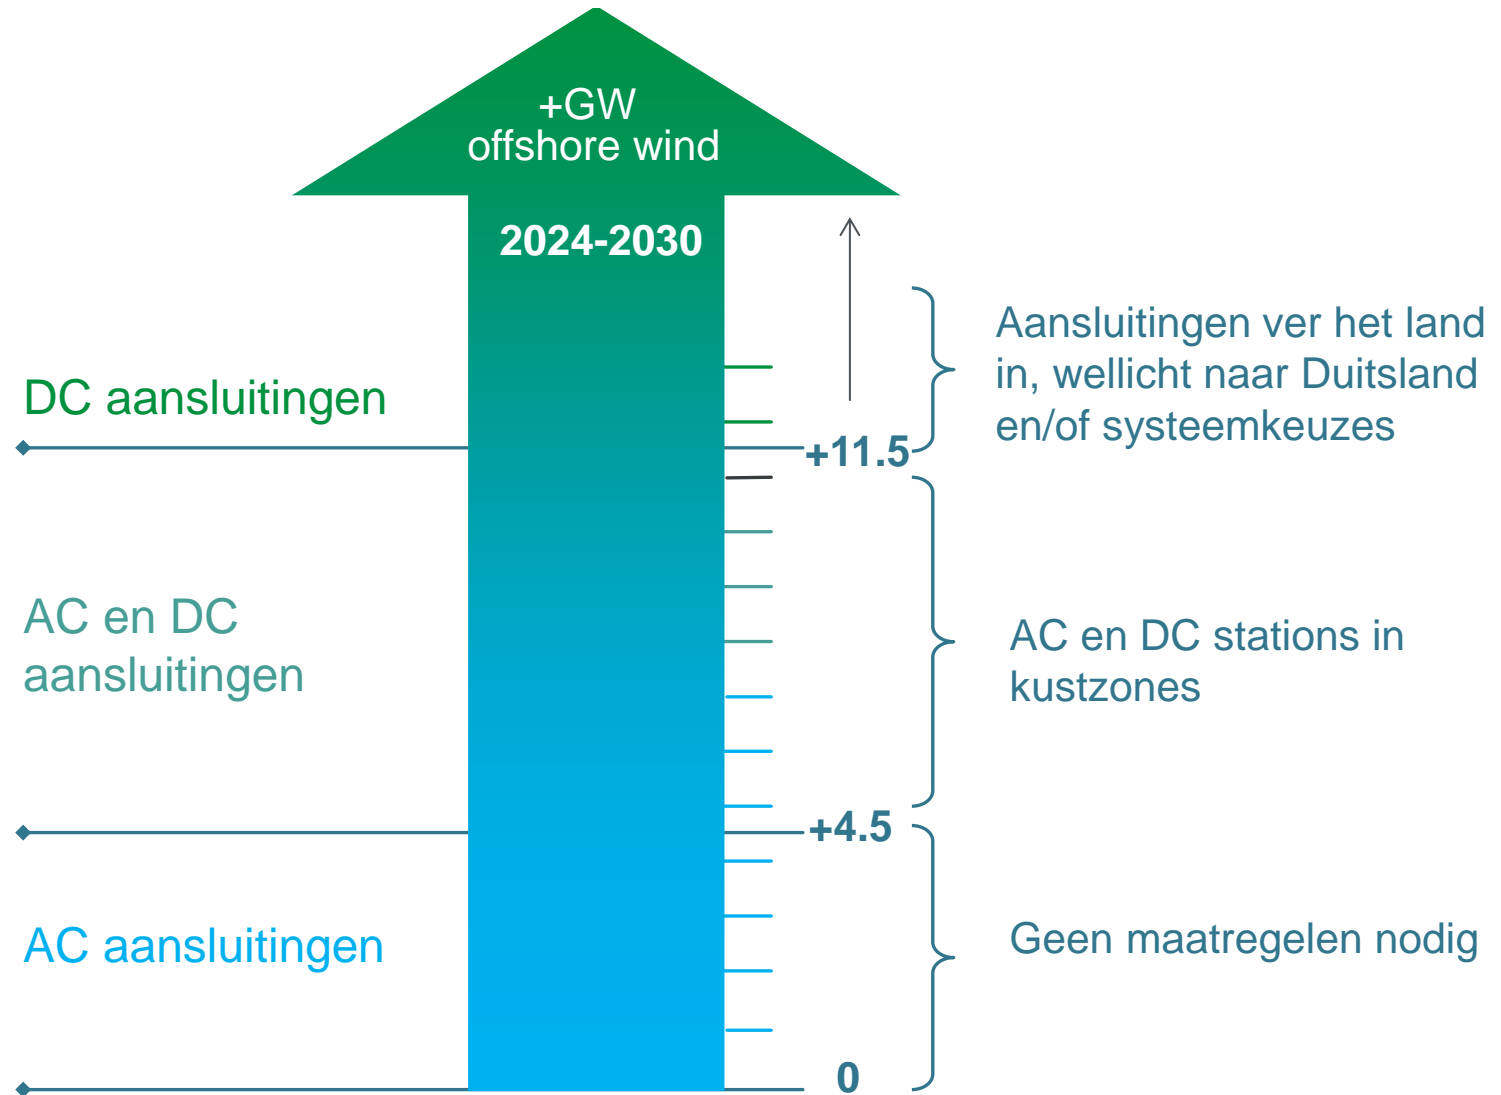 +GW
offshore wind
2024-2030
DC aansluitingen
+11.5
Aansluitingen ver het land
in, wellicht naar Duitsland
en/of systeemkeuzes
AC en DC
aansluitingen
AC en DC stations in
kustzones
+4.5
AC aansluitingen
Geen maatregelen nodig
0